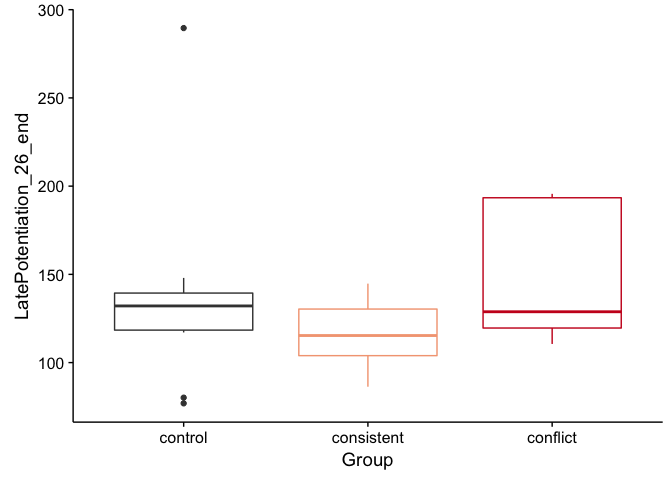 300
250
200
150
100
LatePotentiation_26_end
control
consistent
conflict
Group